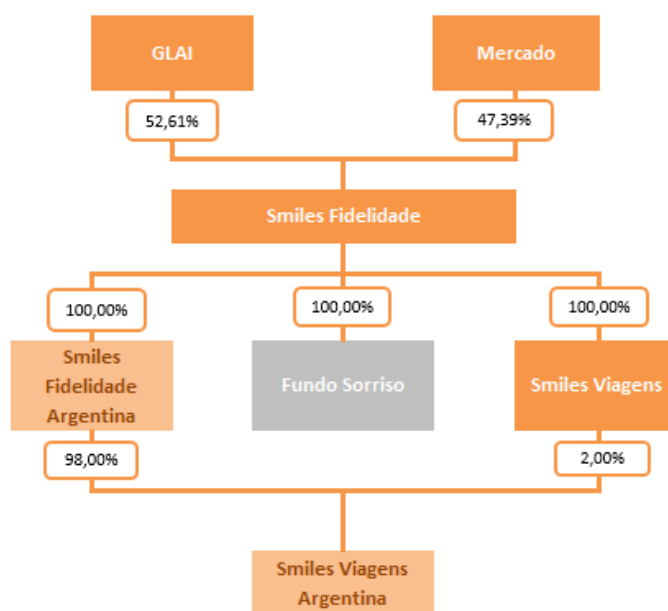 GLAI
Mercado
52,61%
47,39%
Smiles Fidelidade
100,00%
100,00%
100,00%
Smiles
Fidelidade
Argentina
Fundo Sorriso
Smiles Viagens
98,00%
2,00%
Smiles Viagens
Argentina